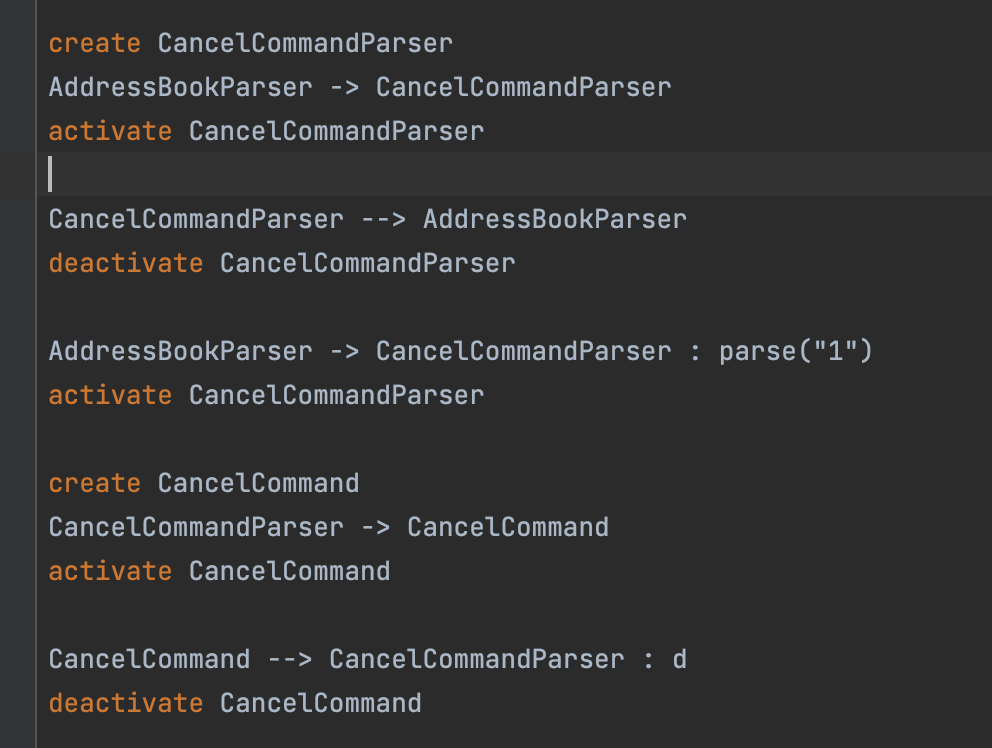 create CancelCommandParser
AddressBookParser -> CancelCommandParser
activate CancelCommandParser
CancelCommandParser --> AddressBookParser
deactivate CancelCommandParser
AddressBookParser -> CancelCommandParser : parse("1")
activate CancelCommandParser
create CancelCommand
CancelCommandParser -> CancelCommand
activate CancelCommand
CancelCommand --> CancelCommandParser : d
deactivate CancelCommand